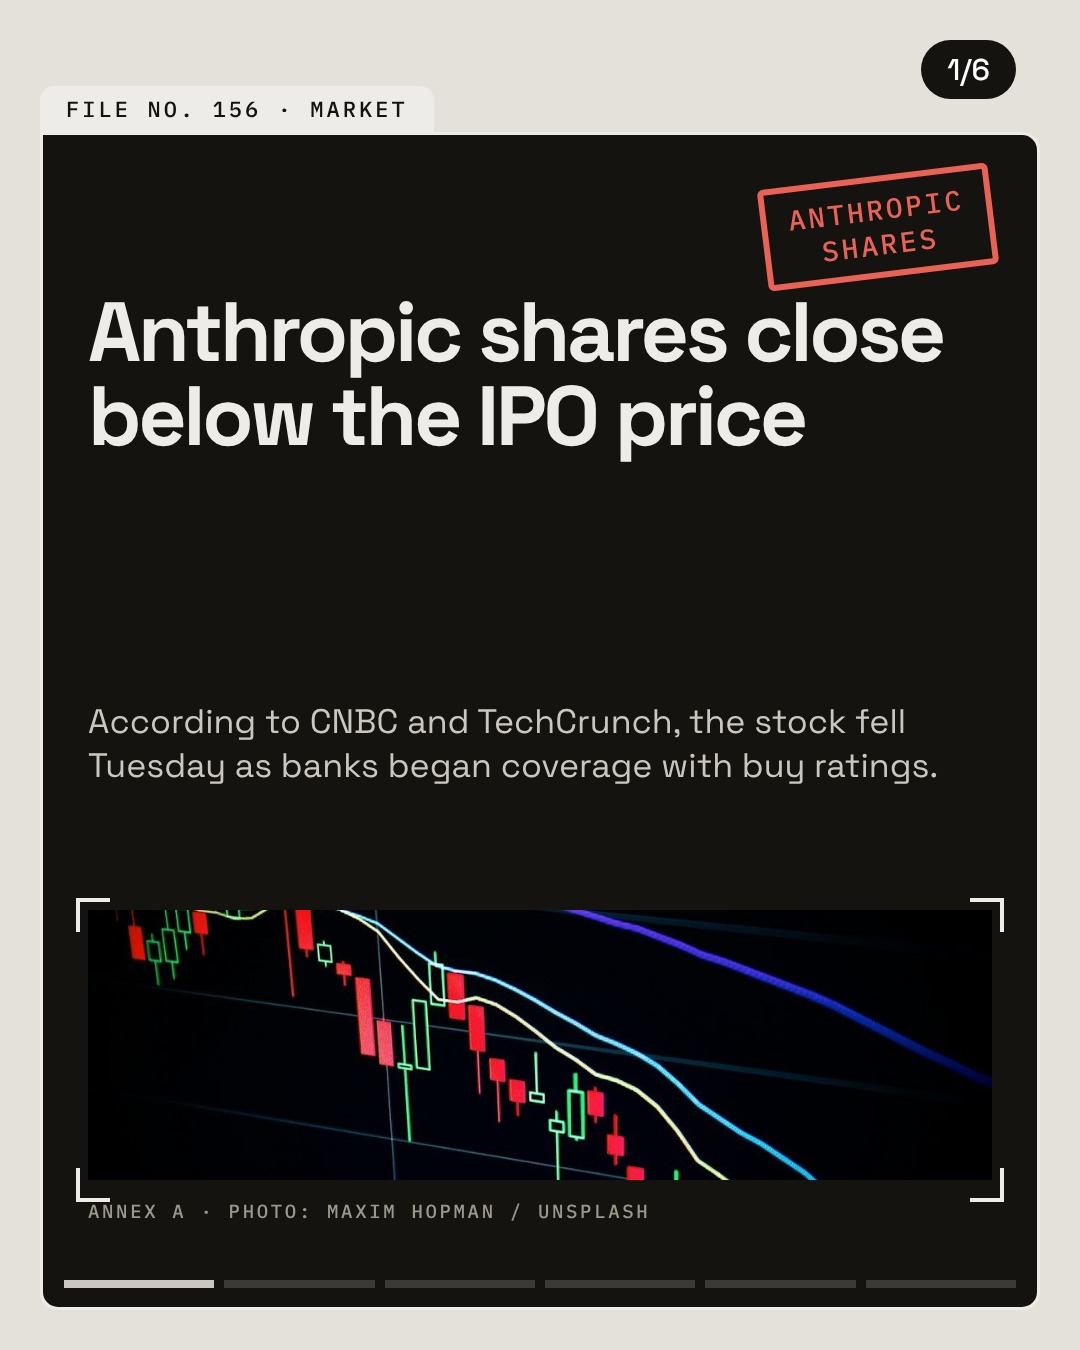 1/6
FILE NO. 156 · MARKET
ANTHROPIC
SHARES
Anthropic shares close
below the IPO price
According to CNBC and TechCrunch, the stock fell
Tuesday as banks began coverage with buy ratings.
ANNEX A · PHOTO: MAXIM HOPMAN / UNSPLASH